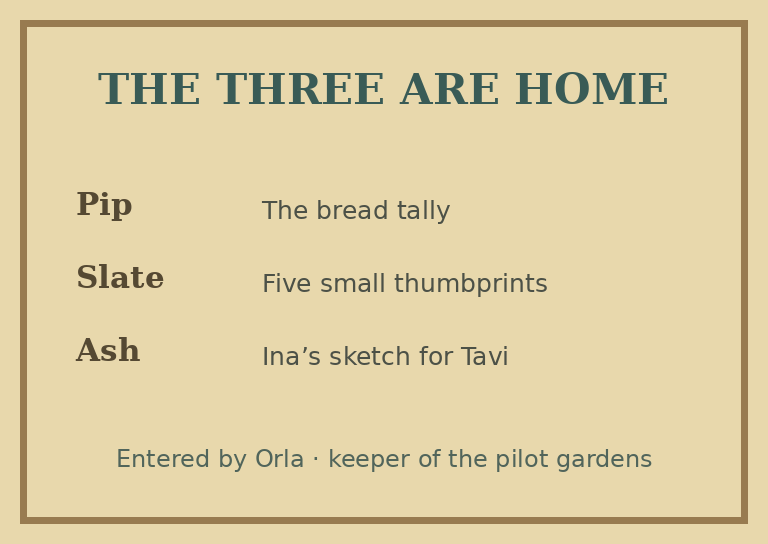 THE THREE ARE HOME
Pip The bread tally
Slate Five small thumbprints
Ash Ina’s sketch for Tavi
Entered by Orla · keeper of the pilot gardens